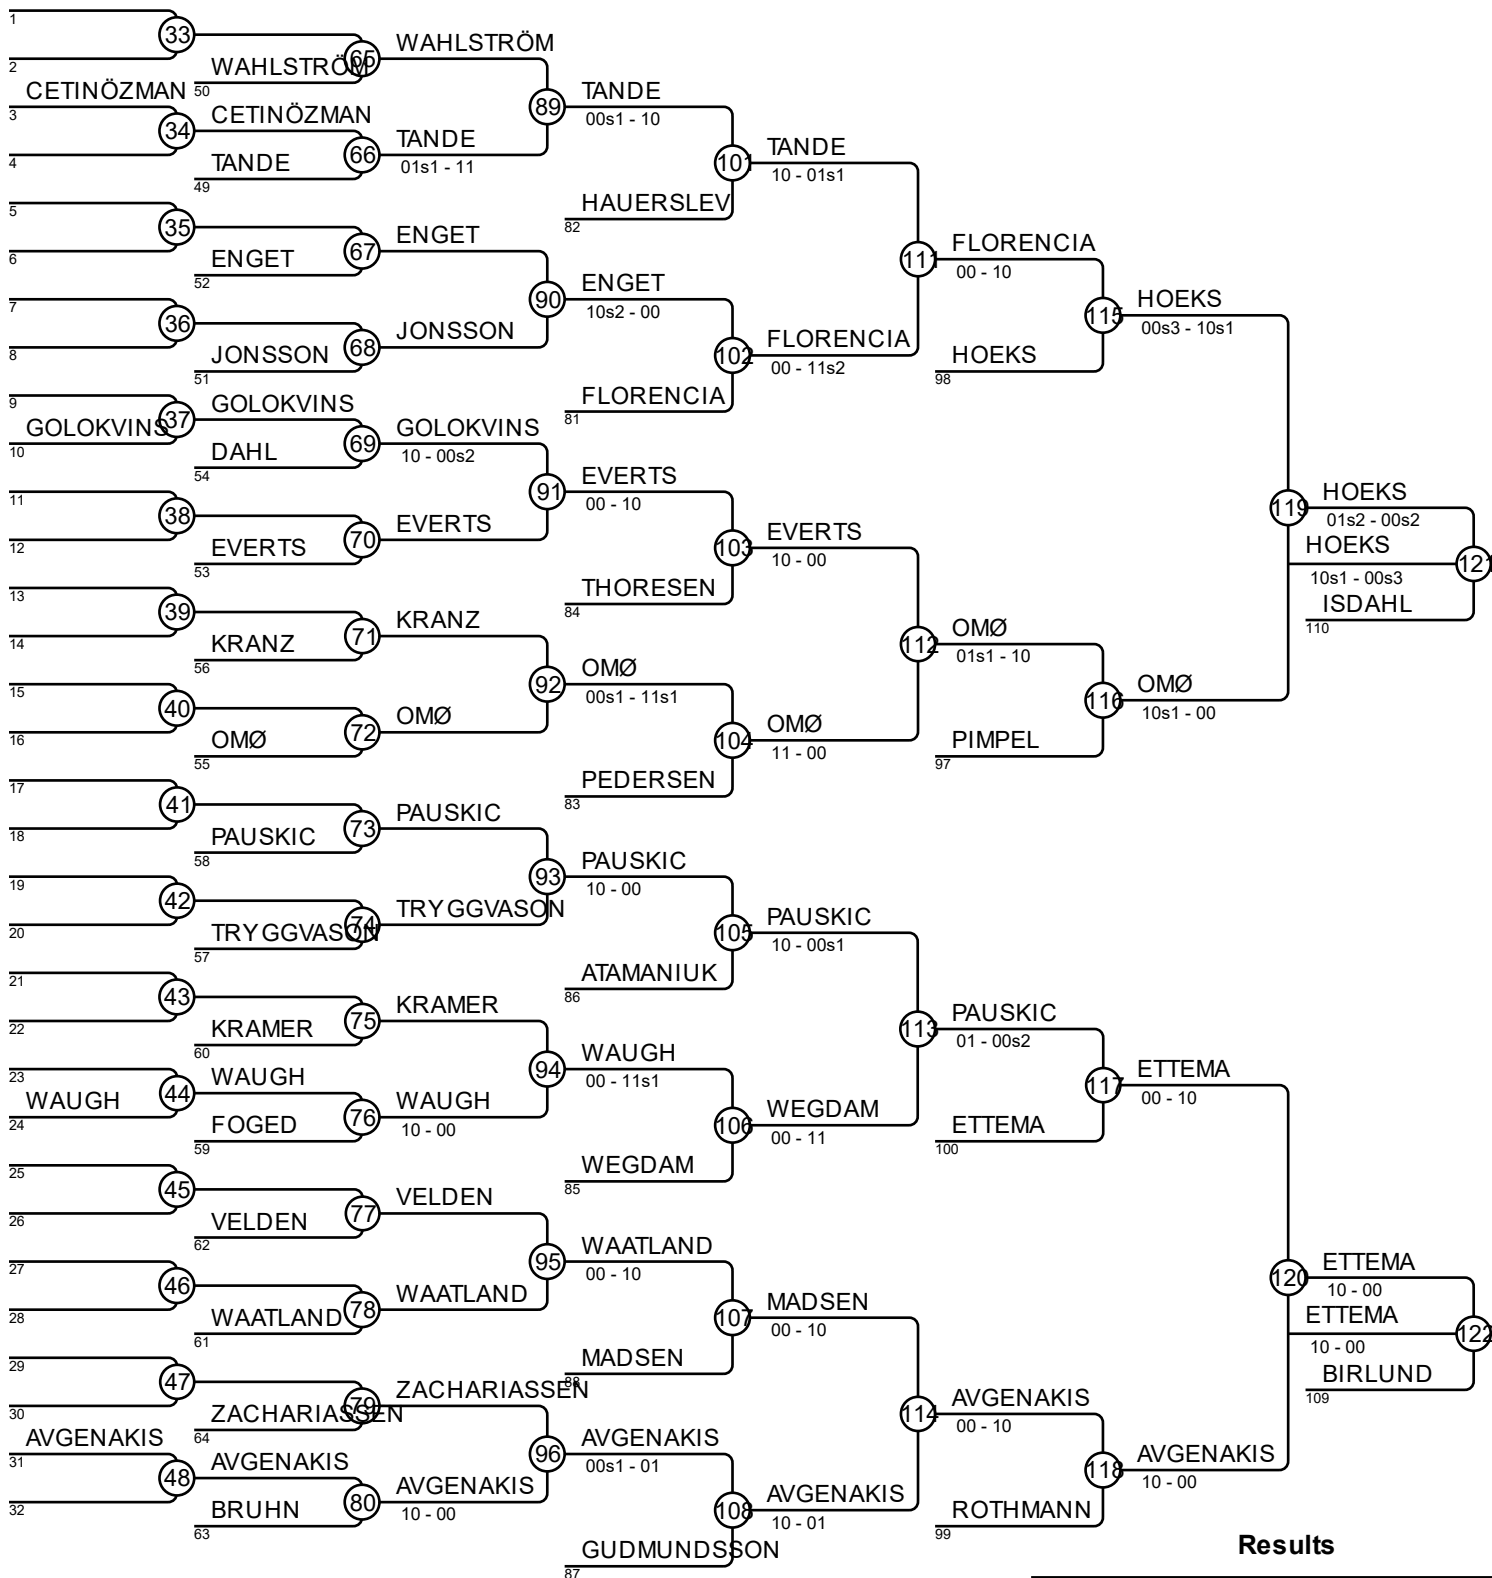 1
33
WAHLSTRÖM
2
WAHLSTRÖM
65
50
CETINÖZMAN
TANDE
3
CETINÖZMAN
89
00s1 - 10
34
TANDE
TANDE
4
TANDE
66
01s1 - 11
101
10 - 01s1
49
HAUERSLEV
5
82
35
ENGET
FLORENCIA
6
ENGET
67
111
00 - 10
52
ENGET
7
90
10s2 - 00
HOEKS
36
JONSSON
115
00s3 - 10s1
8
JONSSON
68
FLORENCIA
HOEKS
51
102
00 - 11s2
98
9
GOLOKVINS
FLORENCIA
GOLOKVINS
37
GOLOKVINS
81
10
DAHL
69
10 - 00s2
54
EVERTS
HOEKS
11
91
00 - 10
119
01s2 - 00s2
38
EVERTS
EVERTS
HOEKS
12
EVERTS
70
103
10 - 00
121
53
10s1 - 00s3
13
THORESEN
ISDAHL
39
KRANZ
84
110
14
KRANZ
71
OMØ
56
112
01s1 - 10
15
OMØ
OMØ
40
92
00s1 - 11s1
116
10s1 - 00
16
OMØ
72
OMØ
OMØ
PIMPEL
55
104
11 - 00
97
17
PEDERSEN
41
PAUSKIC
83
18
PAUSKIC
73
58
PAUSKIC
19
93
10 - 00
42
TRYGGVASON
PAUSKIC
20
TRYGGVASON
74
105
10 - 00s1
57
ATAMANIUK
21
86
43
KRAMER
PAUSKIC
22
KRAMER
75
113
01 - 00s2
60
WAUGH
23
WAUGH
94
00 - 11s1
ETTEMA
WAUGH
44
WAUGH
117
00 - 10
24
FOGED
76
10 - 00
WEGDAM
ETTEMA
59
106
00 - 11
100
25
WEGDAM
45
VELDEN
85
26
VELDEN
77
62
WAATLAND
ETTEMA
27
95
00 - 10
120
10 - 00
46
WAATLAND
MADSEN
ETTEMA
28
WAATLAND
78
107
00 - 10
122
61
10 - 00
29
MADSEN
BIRLUND
47
ZACHARIASSEN
88
109
30
ZACHARIASSEN
79
AVGENAKIS
64
114
00 - 10
AVGENAKIS
AVGENAKIS
31
AVGENAKIS
96
00s1 - 01
AVGENAKIS
48
AVGENAKIS
118
10 - 00
32
BRUHN
80
10 - 00
AVGENAKIS
ROTHMANN
63
108
10 - 01
99
GUDMUNDSSON
87
Results